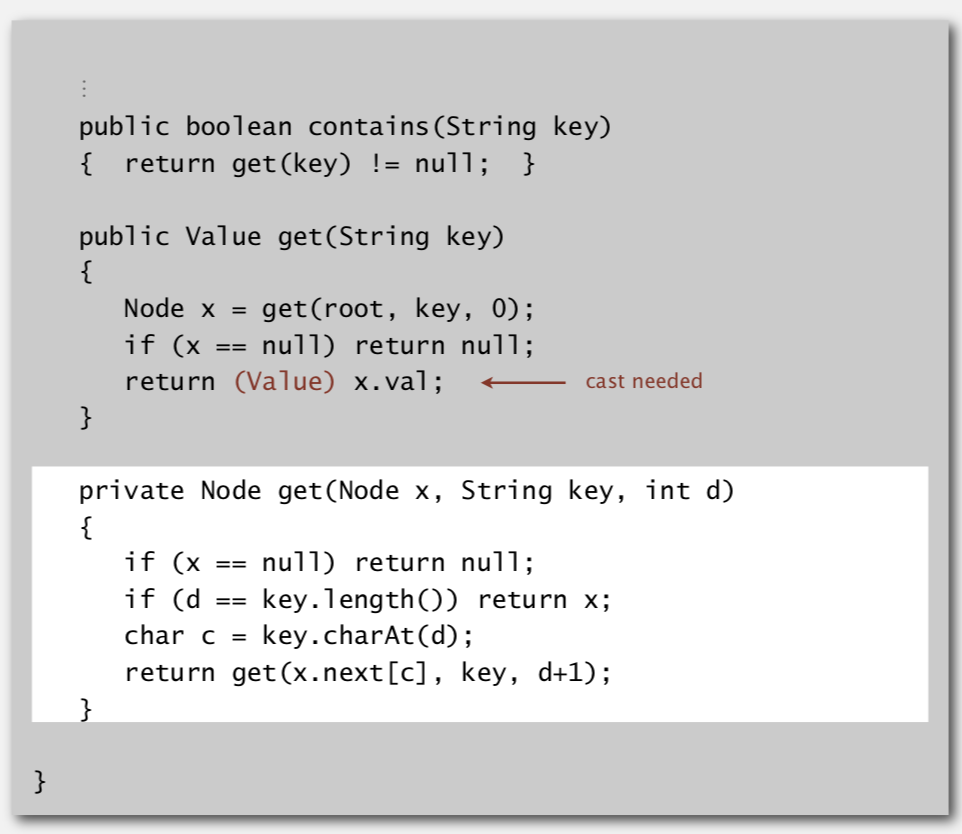 ⋮
public boolean contains(String key)
{  return get(key) != null;  }
public Value get(String key)
{
   Node x = get(root, key, 0);
   if (x == null) return null;
   return (Value) x.val; ← cast needed
}
private Node get(Node x, String key, int d)
{
   if (x == null) return null;
   if (d == key.length()) return x;
   char c = key.charAt(d);
   return get(x.next[c], key, d+1);
}
}